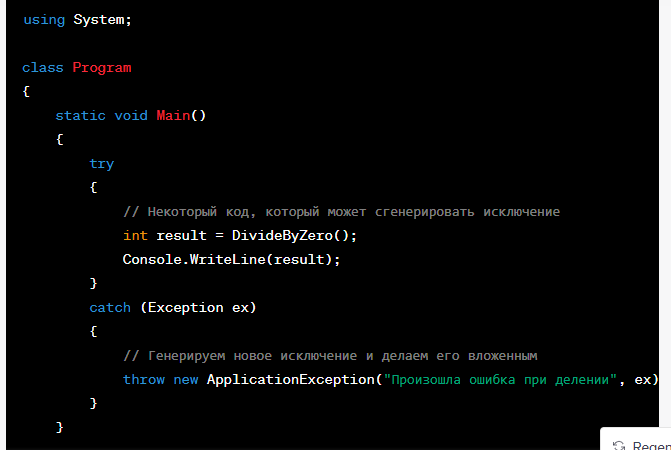 using System;
class Program
{
static void Main()
{
try
{
// Некоторый код, который может сгенерировать исключение
int result = DivideByZero();
Console.WriteLine(result);
}
catch (Exception ex)
{
// Генерируем новое исключение и делаем его вложенным
throw new ApplicationException("Произошла ошибка при делении", ex)
}
}
Regen